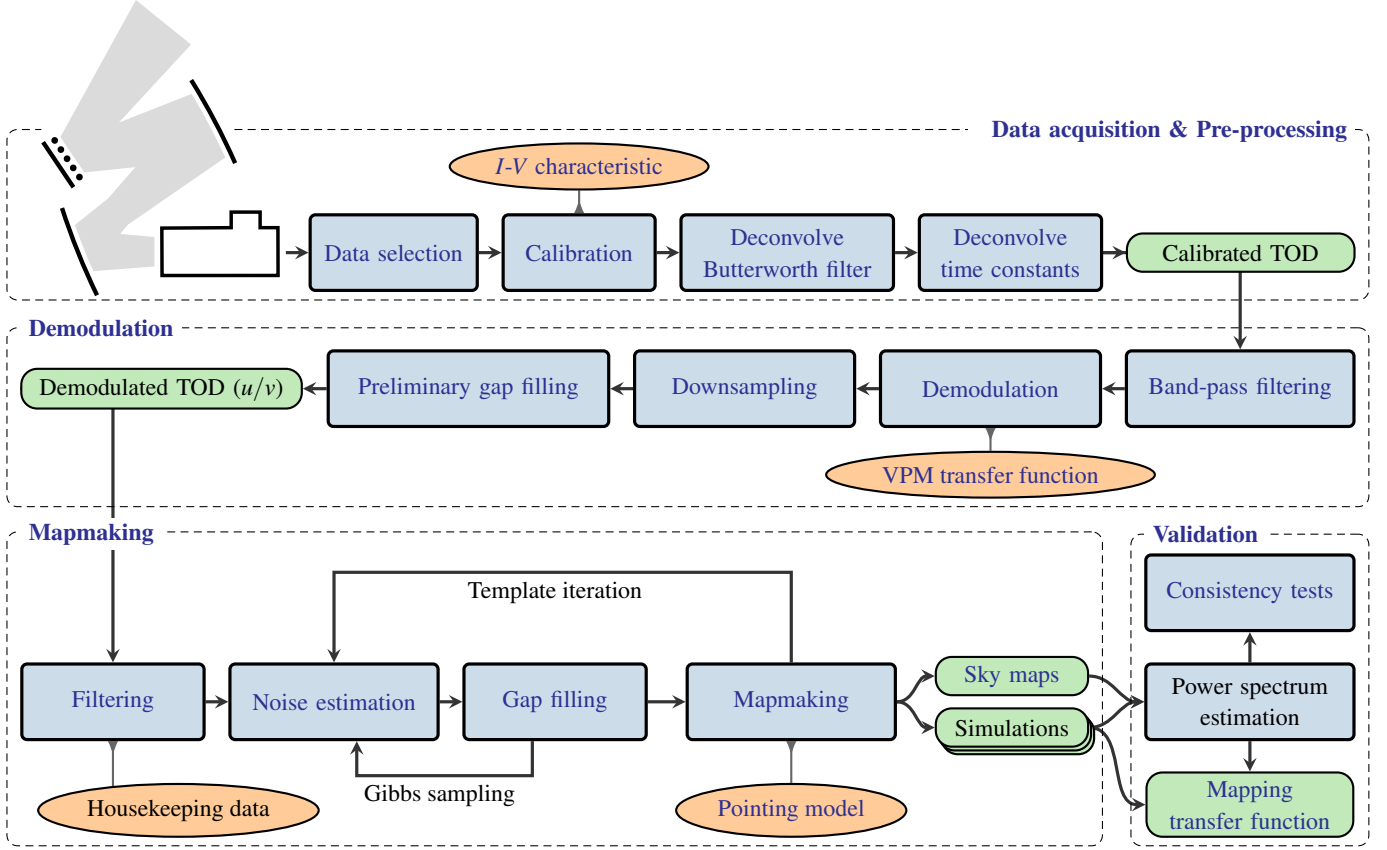 Data acquisition & Pre-processing
I-V characteristic
Data selection
Calibration
Deconvolve
Butterworth filter
Deconvolve
time constants
Calibrated TOD
Demodulation
Demodulated TOD (u/v)
Preliminary gap filling
Downsampling
Demodulation
Band-pass filtering
VPM transfer function
Mapmaking
Template iteration
Filtering
Noise estimation
Gap filling
Mapmaking
Sky maps
Simulations
Gibbs sampling
Housekeeping data
Pointing model
Validation
Consistency tests
Power spectrum
estimation
Mapping
transfer function